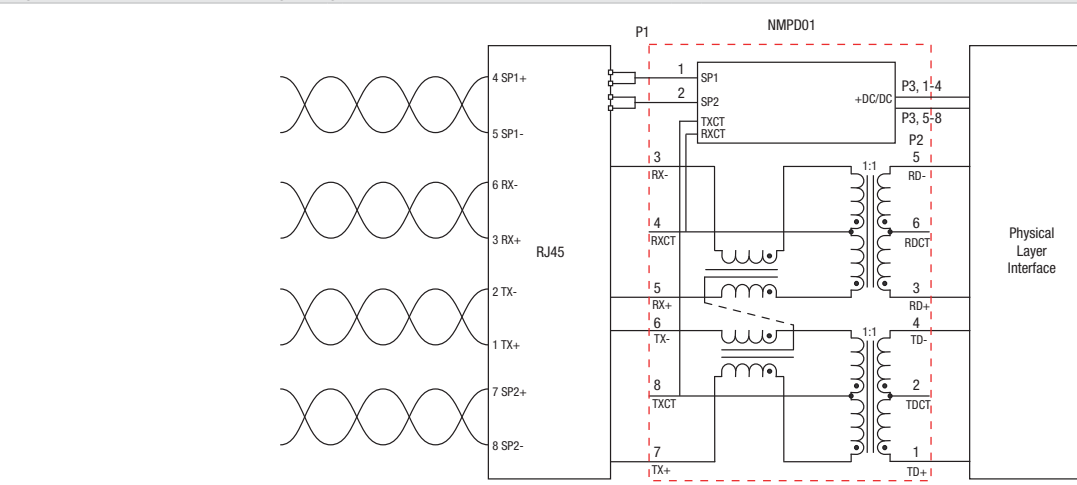 P1
NMPD01
4 SP1+
5 SP1-
6 RX-
3 RX+
2 TX-
1 TX+
7 SP2+
8 SP2-
RJ45
1
SP1
2
SP2
TXCT
RXCT
+DC/DC
P3, 1-4
P3, 5-8
P2
3
RX-
4
RXCT
5
RX+
6
TX-
8
TXCT
7
TX+
1:1
1:1
5
RD-
6
RDCT
3
RD+
4
TD-
2
TDCT
1
TD+
Physical
Layer
Interface